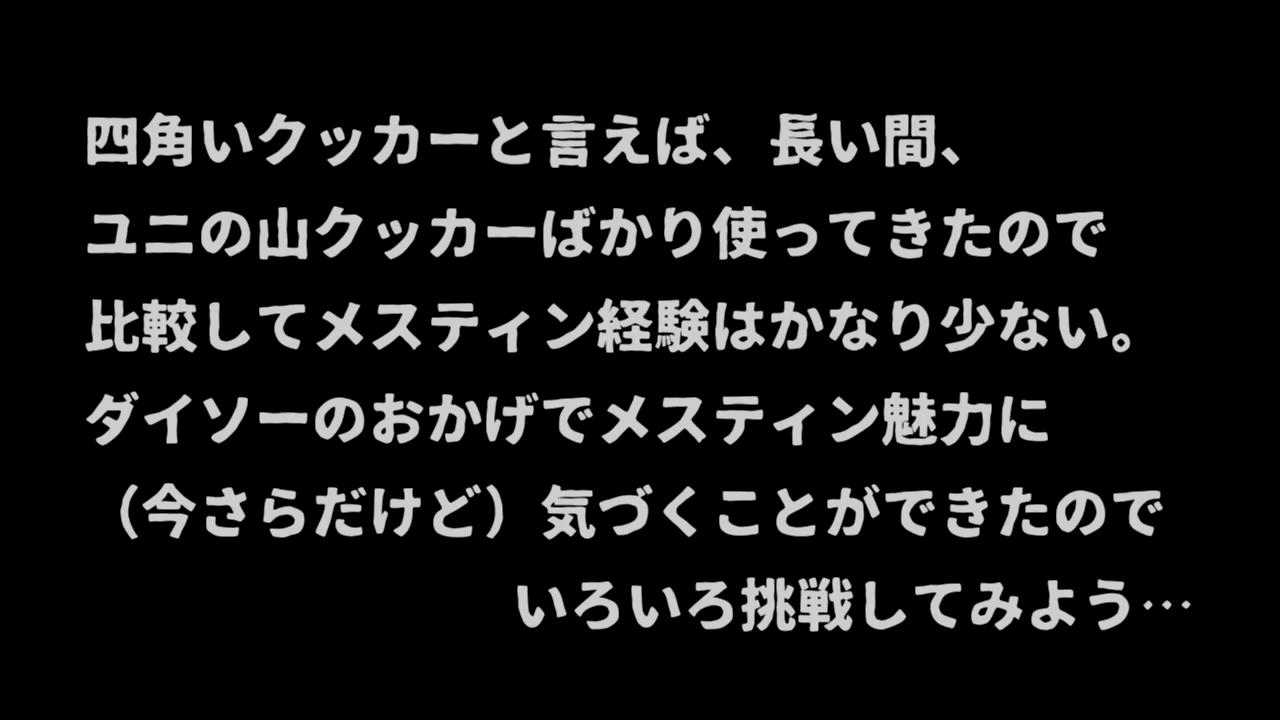 四角いクッカーと言えば、長い間、
ユニの山クッカーばかり使ってきたので
比較してメスティン経験はかなり少ない。
ダイソーのおかげでメスティン魅力に
（今さらだけど）気づくことができたので
いろいろ挑戦してみよう…